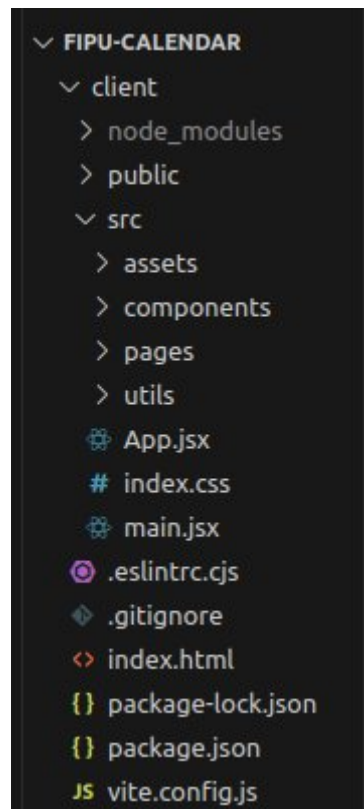 FIPU-CALENDAR
client
node_modules
public
src
assets
components
pages
utils
App.jsx
# index.css
main.jsx
.eslintrc.cjs
.gitignore
<> index.html
{} package-lock.json
{} package.json
JS vite.config.js